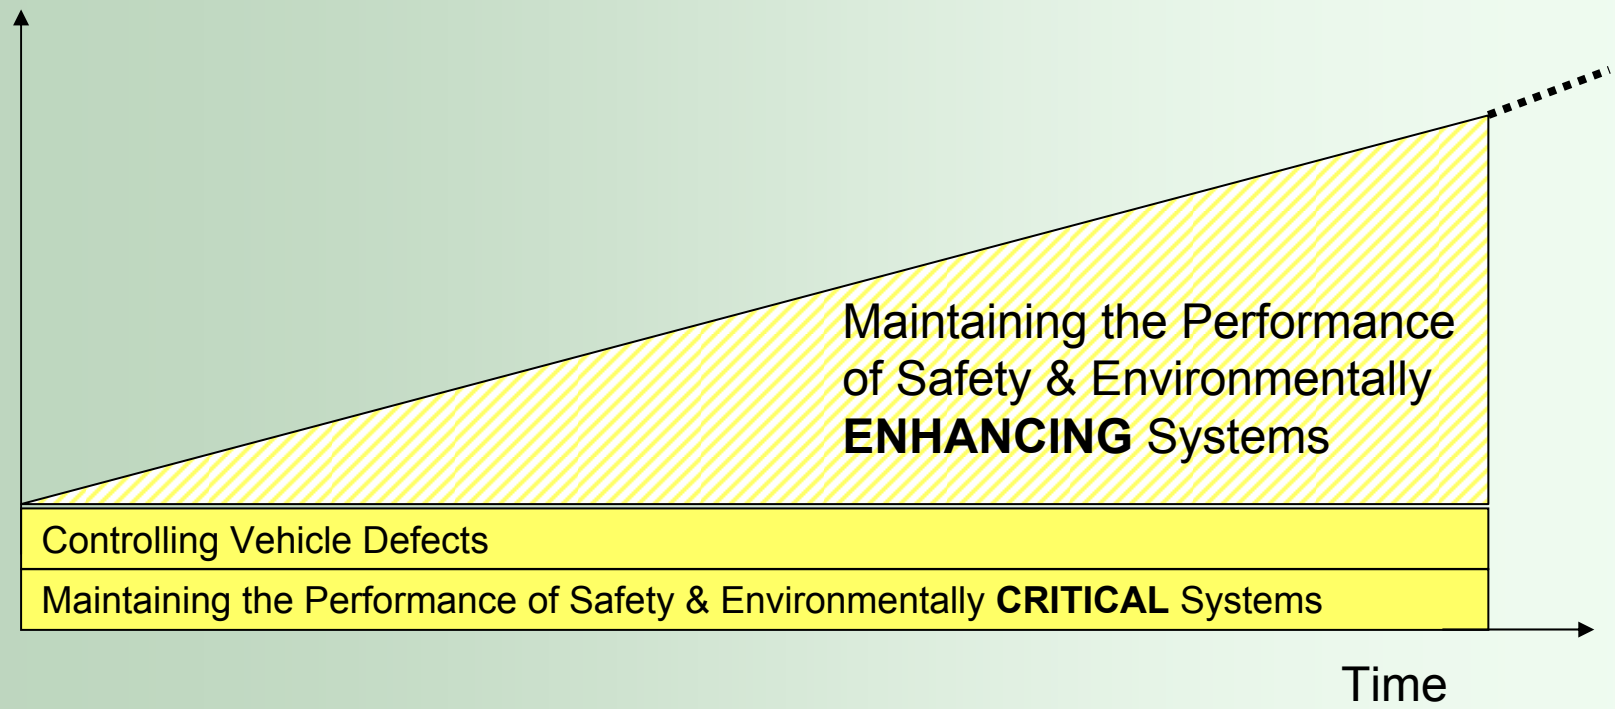 Maintaining the Performance
of Safety & Environmentally
ENHANCING Systems
Controlling Vehicle Defects
Maintaining the Performance of Safety & Environmentally CRITICAL Systems
Time